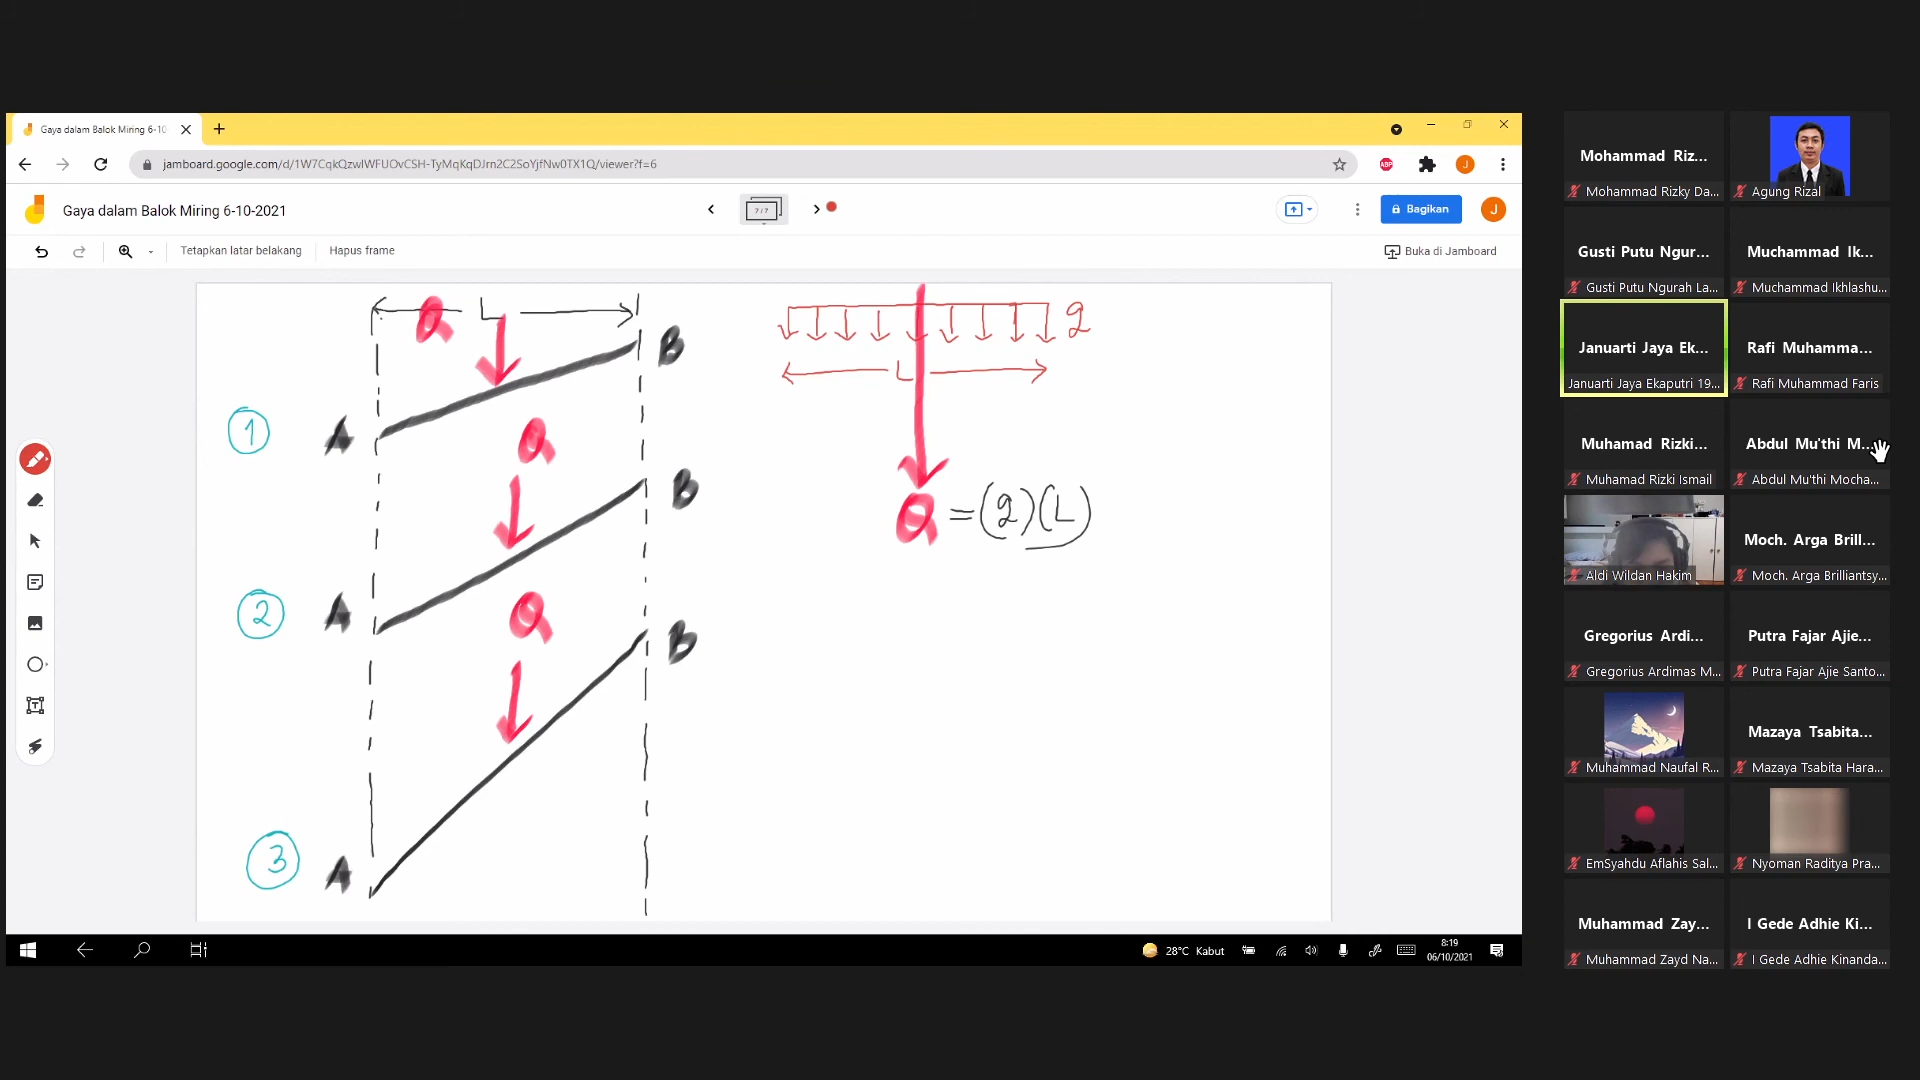 Gaya dalam Balok Miring 6-10
jamboard.google.com/d/1W7CqkQzwlWFUOvCSH-TyMqKqDJrn2C2SoYjfNw0TX1Q/viewer?f=6
ABP
J
Gaya dalam Balok Miring 6-10-2021
7 / 7
Bagikan
J
Tetapkan latar belakang
Hapus frame
Buka di Jamboard
L
Q
B
q
L
1
A
Q
B
Q = (q)(L)
2
A
Q
B
3
A
28°C Kabut
8:19
06/10/2021
Mohammad Riz...
Mohammad Rizky Da...
Agung Rizal
Gusti Putu Ngur...
Gusti Putu Ngurah La...
Muchammad Ik...
Muchammad Ikhlashu...
Januarti Jaya Ek...
Januarti Jaya Ekaputri 19...
Rafi Muhamma...
Rafi Muhammad Faris
Muhamad Rizki...
Muhamad Rizki Ismail
Abdul Mu'thi M...
Abdul Mu'thi Mocha...
Aldi Wildan Hakim
Moch. Arga Brill...
Moch. Arga Brilliantsy...
Gregorius Ardi...
Gregorius Ardimas M...
Putra Fajar Ajie...
Putra Fajar Ajie Santo...
Muhammad Naufal R...
Mazaya Tsabita...
Mazaya Tsabita Hara...
EmSyahdu Aflahis Sal...
Nyoman Raditya Pra...
Muhammad Zay...
Muhammad Zayd Na...
I Gede Adhie Ki...
I Gede Adhie Kinanda...